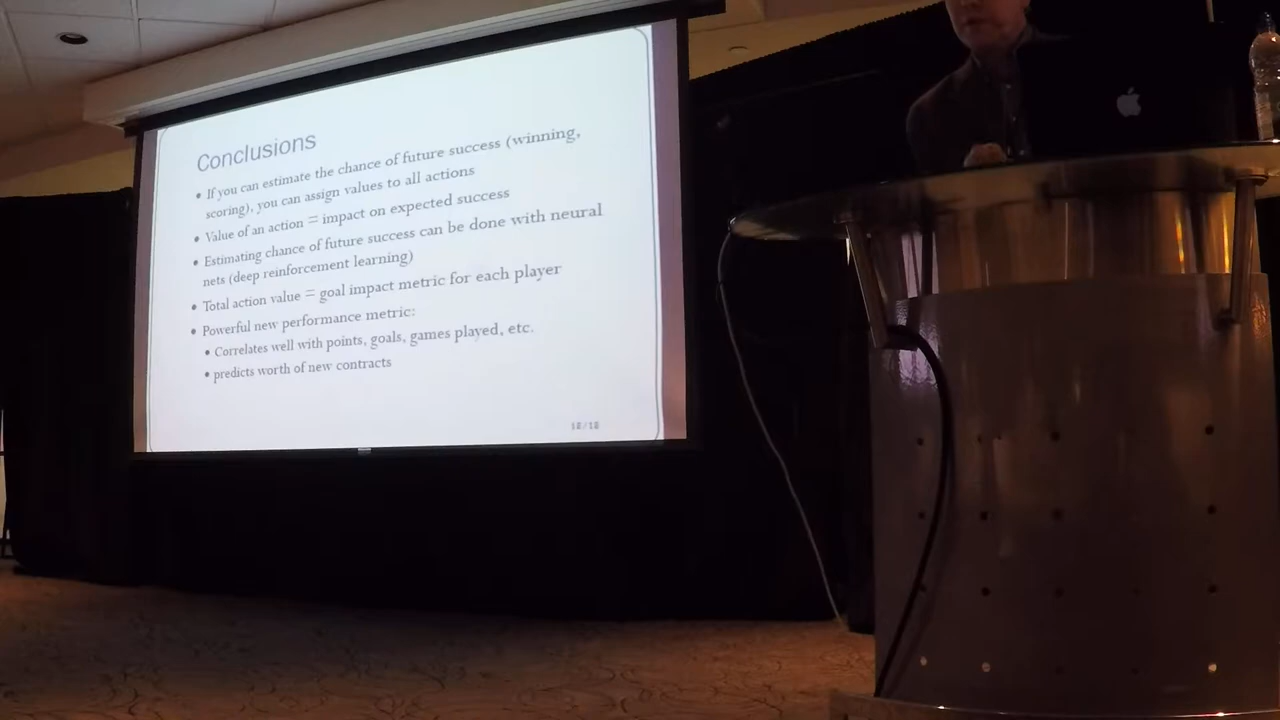 Conclusions
• If you can estimate the chance of future success (winning,
scoring), you can assign values to all actions
• Value of an action = impact on expected success
• Estimating chance of future success can be done with neural
nets (deep reinforcement learning)
• Total action value = goal impact metric for each player
• Powerful new performance metric:
• Correlates well with points, goals, games played, etc.
• predicts worth of new contracts